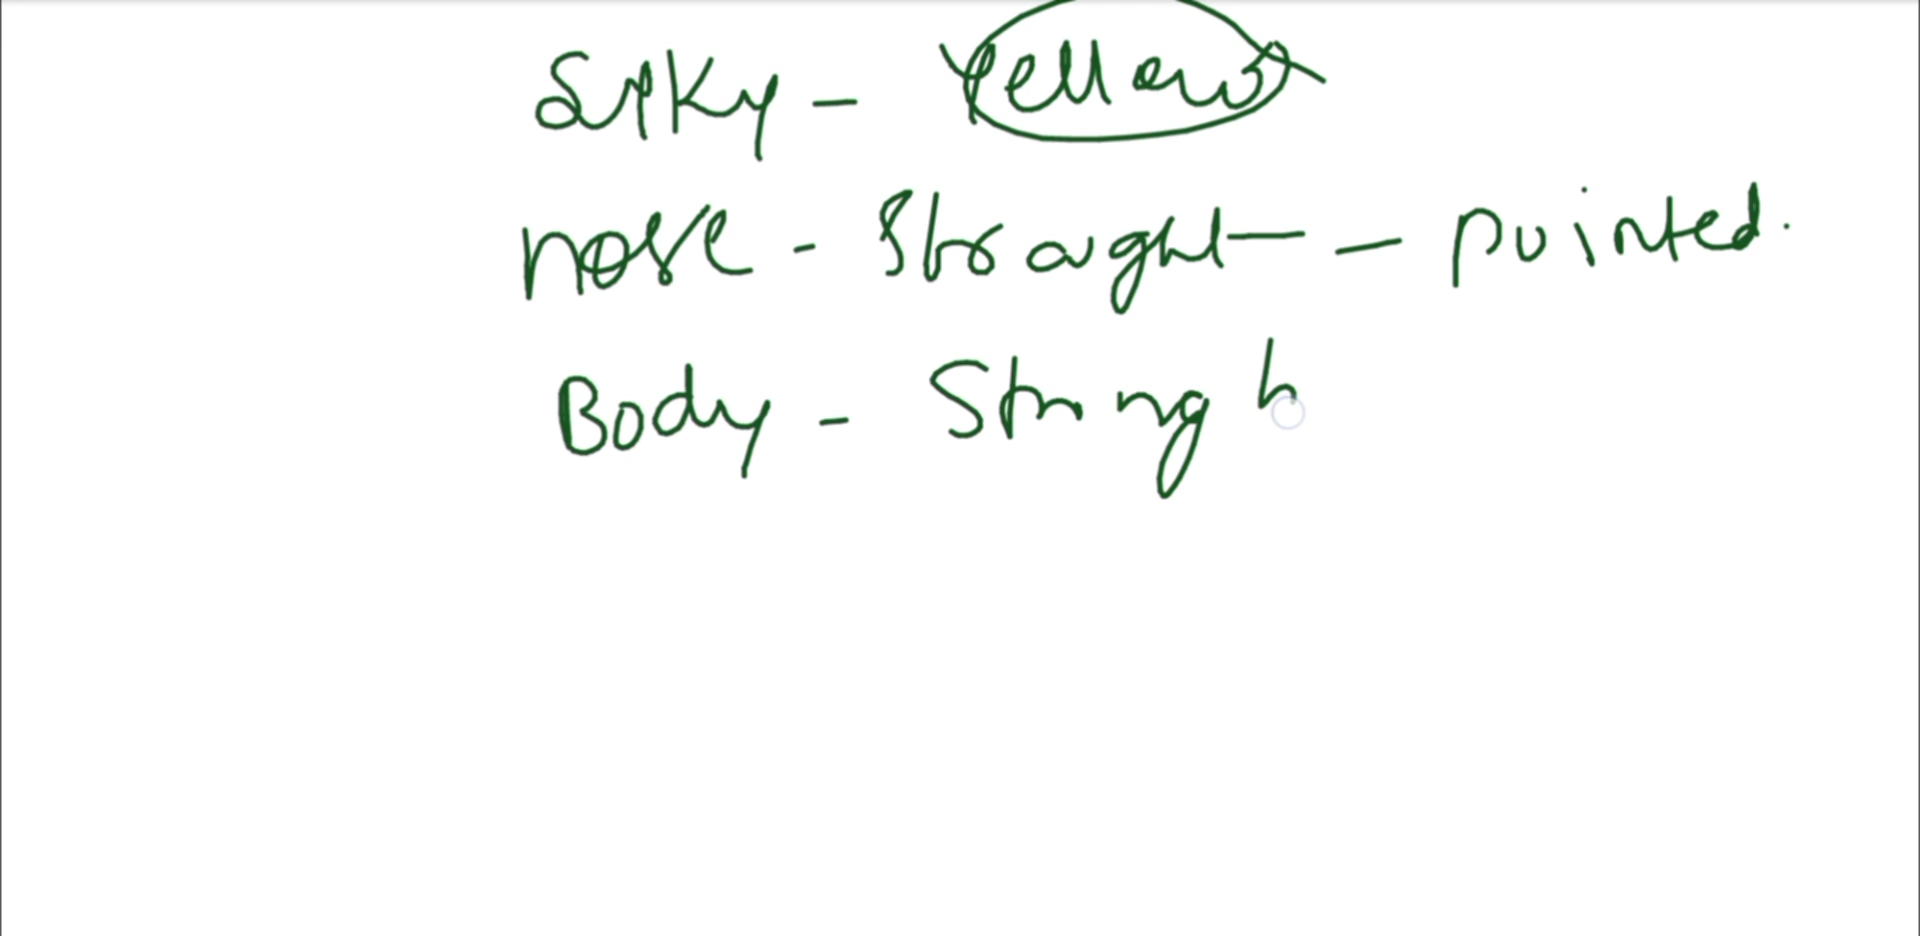 Silky - Yellow
nose - Straight - pointed.
Body - Strong b